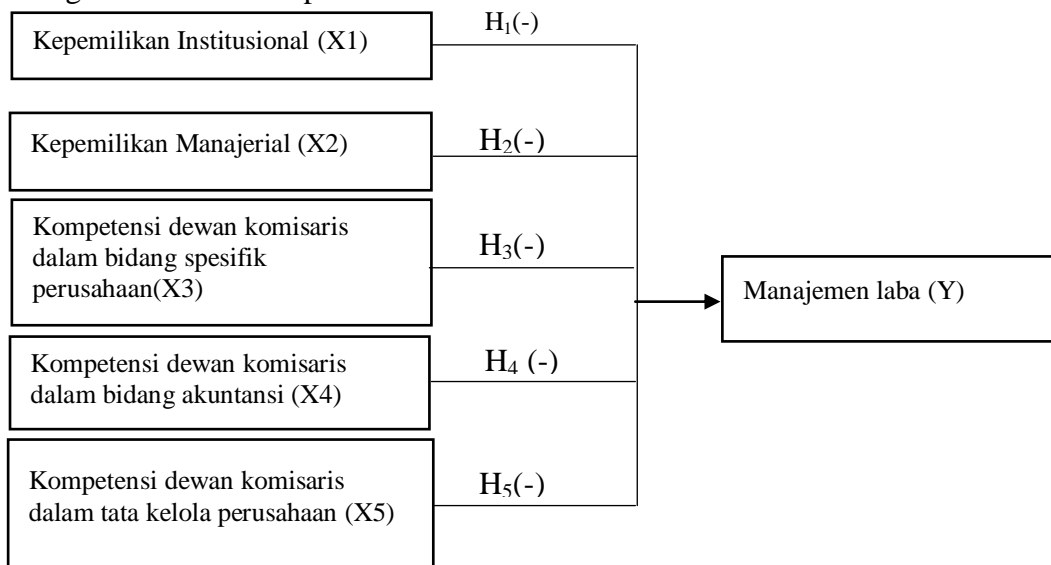 Kepemilikan Institusional (X1)
H₁(-)
Kepemilikan Manajerial (X2)
H₂(-)
Kompetensi dewan komisaris
dalam bidang spesifik
perusahaan(X3)
H₃(-)
Manajemen laba (Y)
Kompetensi dewan komisaris
dalam bidang akuntansi (X4)
H₄ (-)
Kompetensi dewan komisaris
dalam tata kelola perusahaan (X5)
H₅(-)